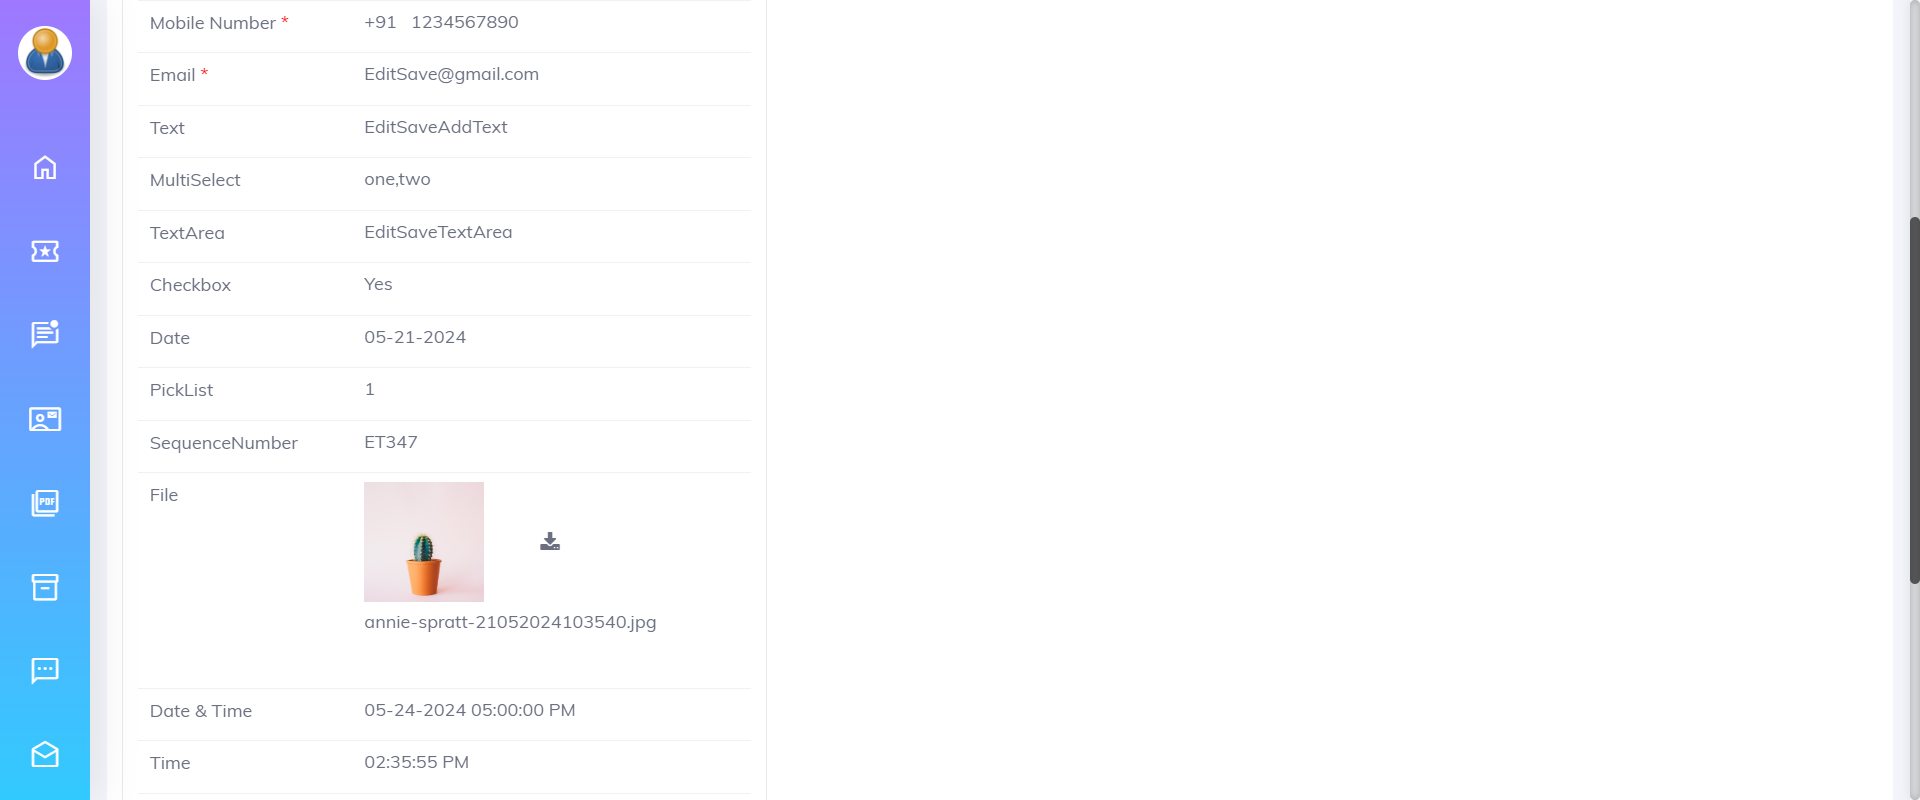 Mobile Number * +91 1234567890
Email * EditSave@gmail.com
Text EditSaveAddText
MultiSelect one,two
TextArea EditSaveTextArea
Checkbox Yes
Date 05-21-2024
PickList 1
SequenceNumber ET347
File
annie-spratt-21052024103540.jpg
Date & Time 05-24-2024 05:00:00 PM
Time 02:35:55 PM
PDF